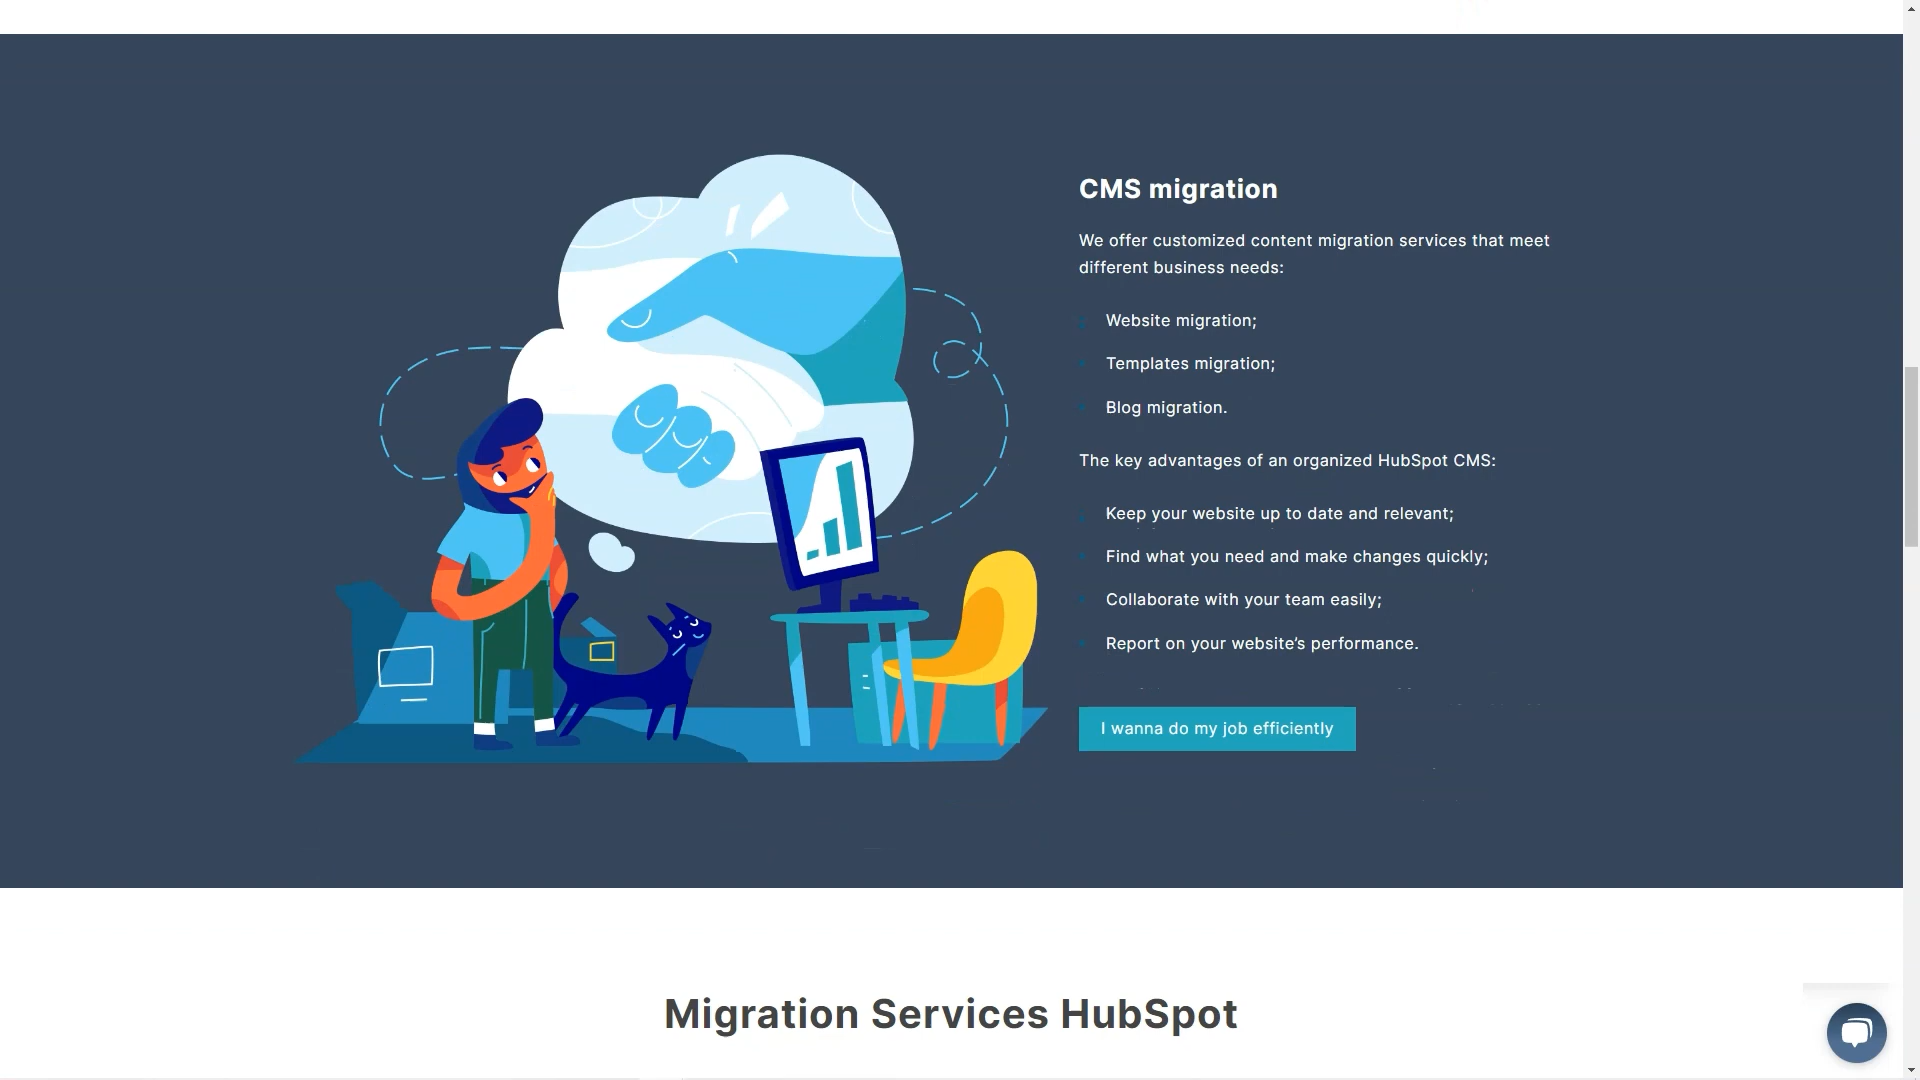 CMS migration
We offer customized content migration services that meet
different business needs:
Website migration;
Templates migration;
Blog migration.
The key advantages of an organized HubSpot CMS:
Keep your website up to date and relevant;
Find what you need and make changes quickly;
Collaborate with your team easily;
Report on your website’s performance.
I wanna do my job efficiently
Migration Services HubSpot